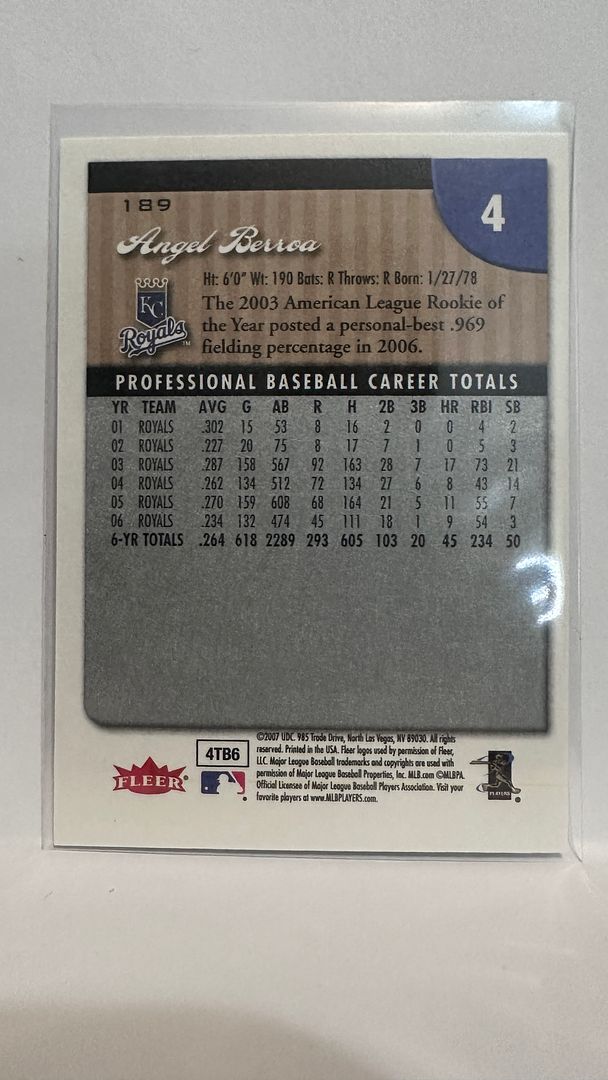 189
4
Angel Berroa
Ht: 6'0" Wt: 190 Bats: R Throws: R Born: 1/27/78
KC
Royals™
The 2003 American League Rookie of
the Year posted a personal-best .969
fielding percentage in 2006.
PROFESSIONAL BASEBALL CAREER TOTALS
YR TEAM AVG G AB R H 2B 3B HR RBI SB
01 ROYALS .302 15 53 8 16 2 0 0 4 2
02 ROYALS .227 20 75 8 17 7 1 0 5 3
03 ROYALS .287 158 567 92 163 28 7 17 73 21
04 ROYALS .262 134 512 72 134 27 6 8 43 14
05 ROYALS .270 159 608 68 164 21 5 11 55 7
06 ROYALS .234 132 474 45 111 18 1 9 54 3
6-YR TOTALS .264 618 2289 293 605 103 20 45 234 50
FLEER
4TB6
©2007 UDC. 985 Trade Drive, North Las Vegas, NV 89030. All rights
reserved. Printed in the USA. Fleer logos used by permission of Fleer,
LLC. Major League Baseball trademarks and copyrights are used with
permission of Major League Baseball Properties, Inc. MLB.com ©MLBPA.
Official Licensee of Major League Baseball Players Association. Visit your
favorite players at www.MLBPLAYERS.com.
PLAYERS